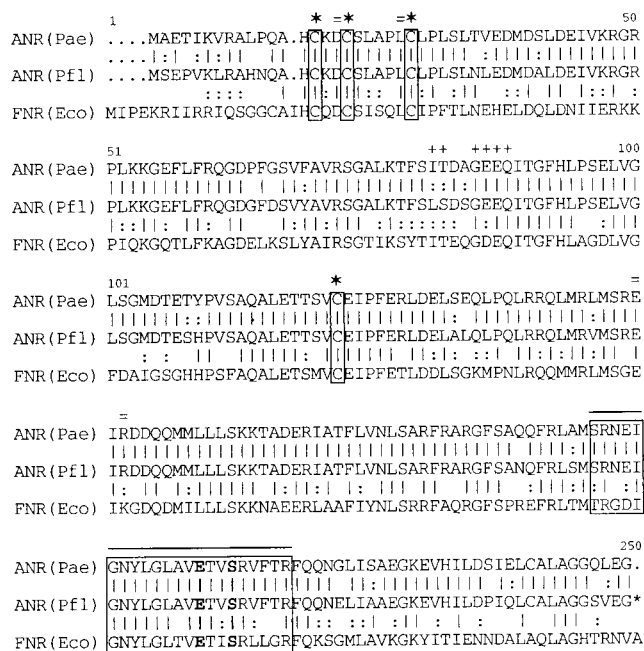 1 * =* =* 50
ANR(Pae) ....MAETIKVRALPQA.HCKDCSLAPLCLPLSLTVEDMDSLDEIVKRGR
ANR(Pfl) ....MSEPVKLRAHNQA.HCKDCSLAPLCLPLSLNLEDMDALDEIVKRGR
FNR(Eco) MIPEKRIIRRIQSGGCAIHCQDCSISQLCIPFTLNEHELDQLDNIIERKK
51 ++ ++++ 100
ANR(Pae) PLKKGEFLFRQGDPFGSVFAVRSGALKTFSITDAGEEQITGFHLPSELVG
ANR(Pfl) PLKKGEFLFRQGDGFDSVYAVRSGALKTFSLSDSGEEQITGFHLPSELVG
FNR(Eco) PIQKGQTLFKAGDELKSLYAIRSGTIKSYTITEQGDEQITGFHLAGDLVG
101 * =
ANR(Pae) LSGMDTETYPVSAQALETTSVCEIPFERLDELSEQLPQLRRQLMRLMSRE
ANR(Pfl) LSGMDTESHPVSAQALETTSVCEIPFERLDELALQLPQLRRQLMRVMSRE
FNR(Eco) FDAIGSGHHPSFAQALETSMVCEIPFETLDDLSGKMPNLRQQMMRLMSGE
=
ANR(Pae) IRDDQQMMLLLSKKTADERIATFLVNLSARFRARGFSAQQFRLAMSRNEI
ANR(Pfl) IRDDQQMMLLLSKKTADERIATFLVNLSARFRARGFSANQFRLSMSRNEI
FNR(Eco) IKGDQDMILLLSKKNAEERLAAFIYNLSRRFAQRGFSPREFRLTMTRGDI
250
ANR(Pae) GNYLGLAVETVSRVFTRFQQNGLISAEGKEVHILDSIELCALAGGQLEG.
ANR(Pfl) GNYLGLAVETVSRVFTRFQQNELIAAEGKEVHILDPIQLCALAGGSVEG*
FNR(Eco) GNYLGLTVETISRLLGRFQKSGMLAVKGKYITIENNDALAQLAGHTRNVA